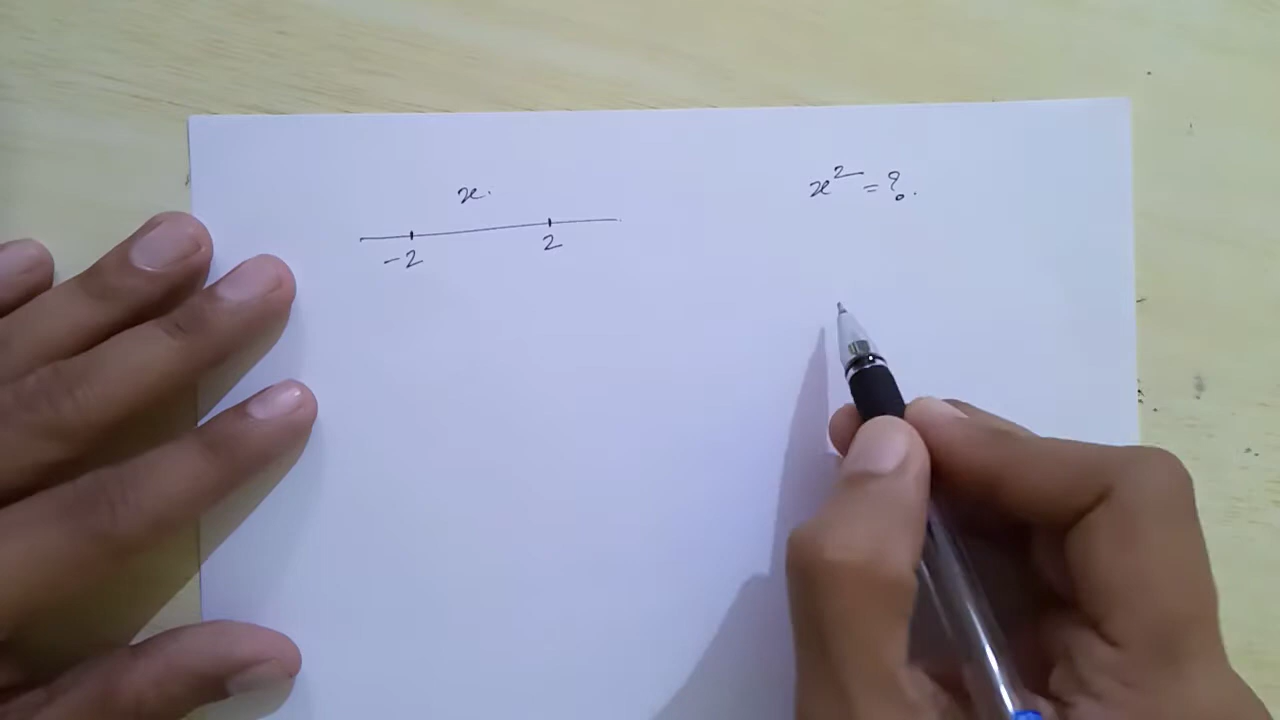 x.
-2 2
x² = ?.